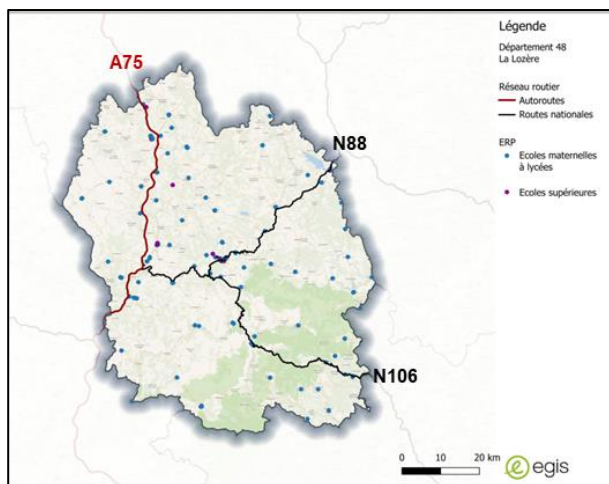 Légende
Département 48
La Lozère
Réseau routier
Autoroutes
Routes nationales
ERP
Ecoles maternelles
à lycées
Ecoles supérieures
A75
N88
N106
0 10 20 km
egis